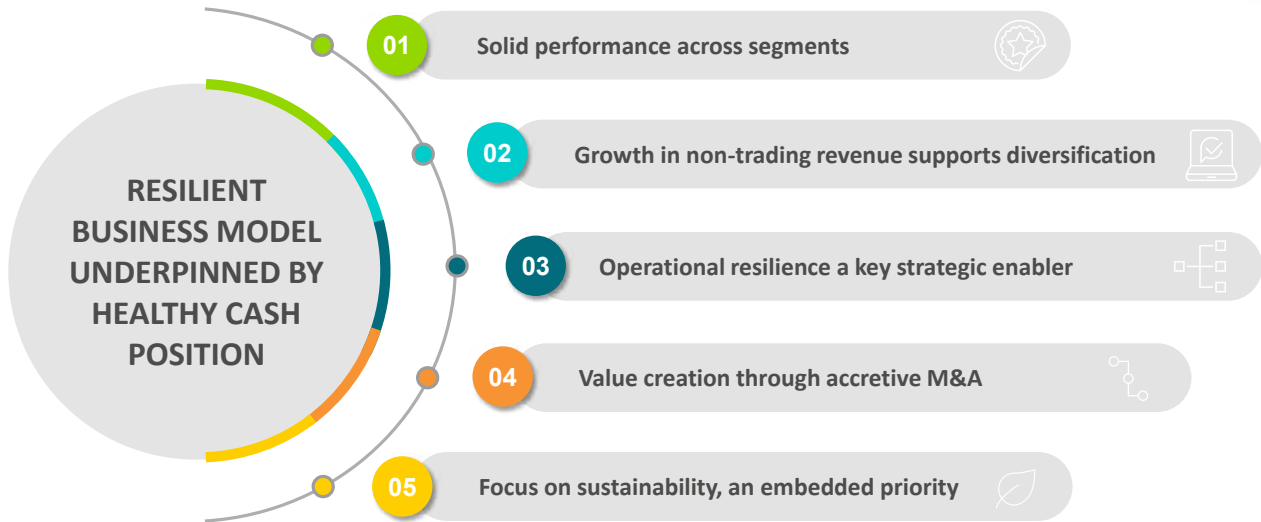 RESILIENT
BUSINESS MODEL
UNDERPINNED BY
HEALTHY CASH
POSITION
01
Solid performance across segments
02
Growth in non-trading revenue supports diversification
03
Operational resilience a key strategic enabler
04
Value creation through accretive M&A
05
Focus on sustainability, an embedded priority